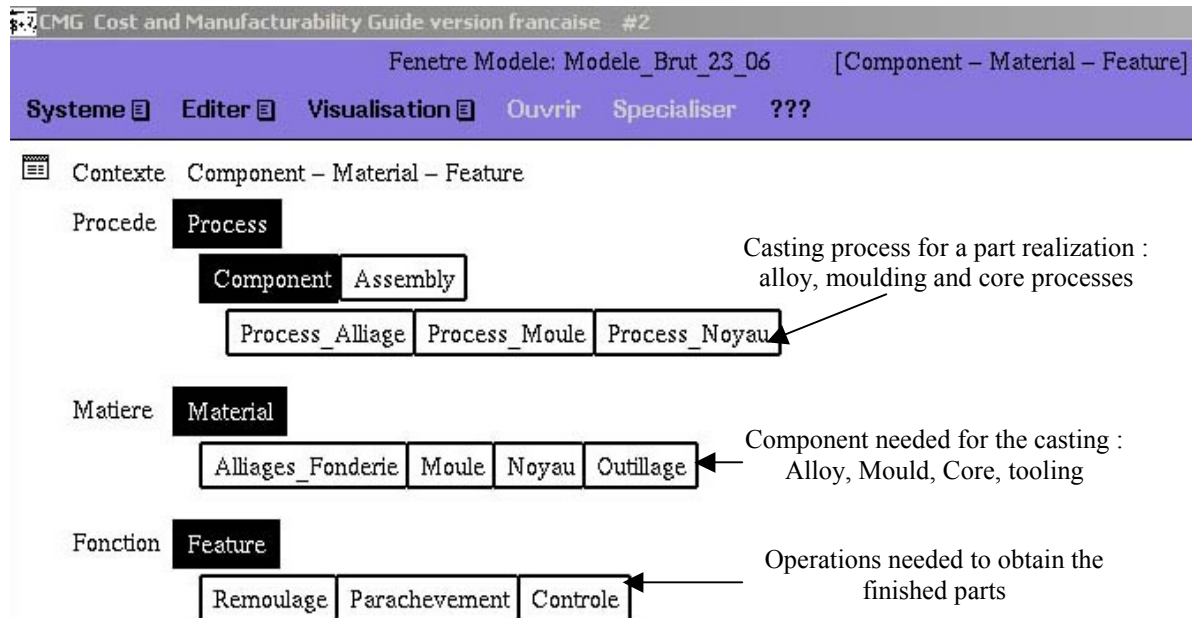 CMG Cost and Manufacturability Guide version francaise #2
Fenetre Modele: Modele_Brut_23_06 [Component – Material – Feature]
Systeme Editer Visualisation Ouvrir Specialiser ???
Contexte Component – Material – Feature
Procede Process
Component Assembly
Process_Alliage Process_Moule Process_Noyau
Casting process for a part realization :
alloy, moulding and core processes
Matiere Material
Alliages_Fonderie Moule Noyau Outillage
Component needed for the casting :
Alloy, Mould, Core, tooling
Fonction Feature
Remoulage Parachevement Controle
Operations needed to obtain the
finished parts